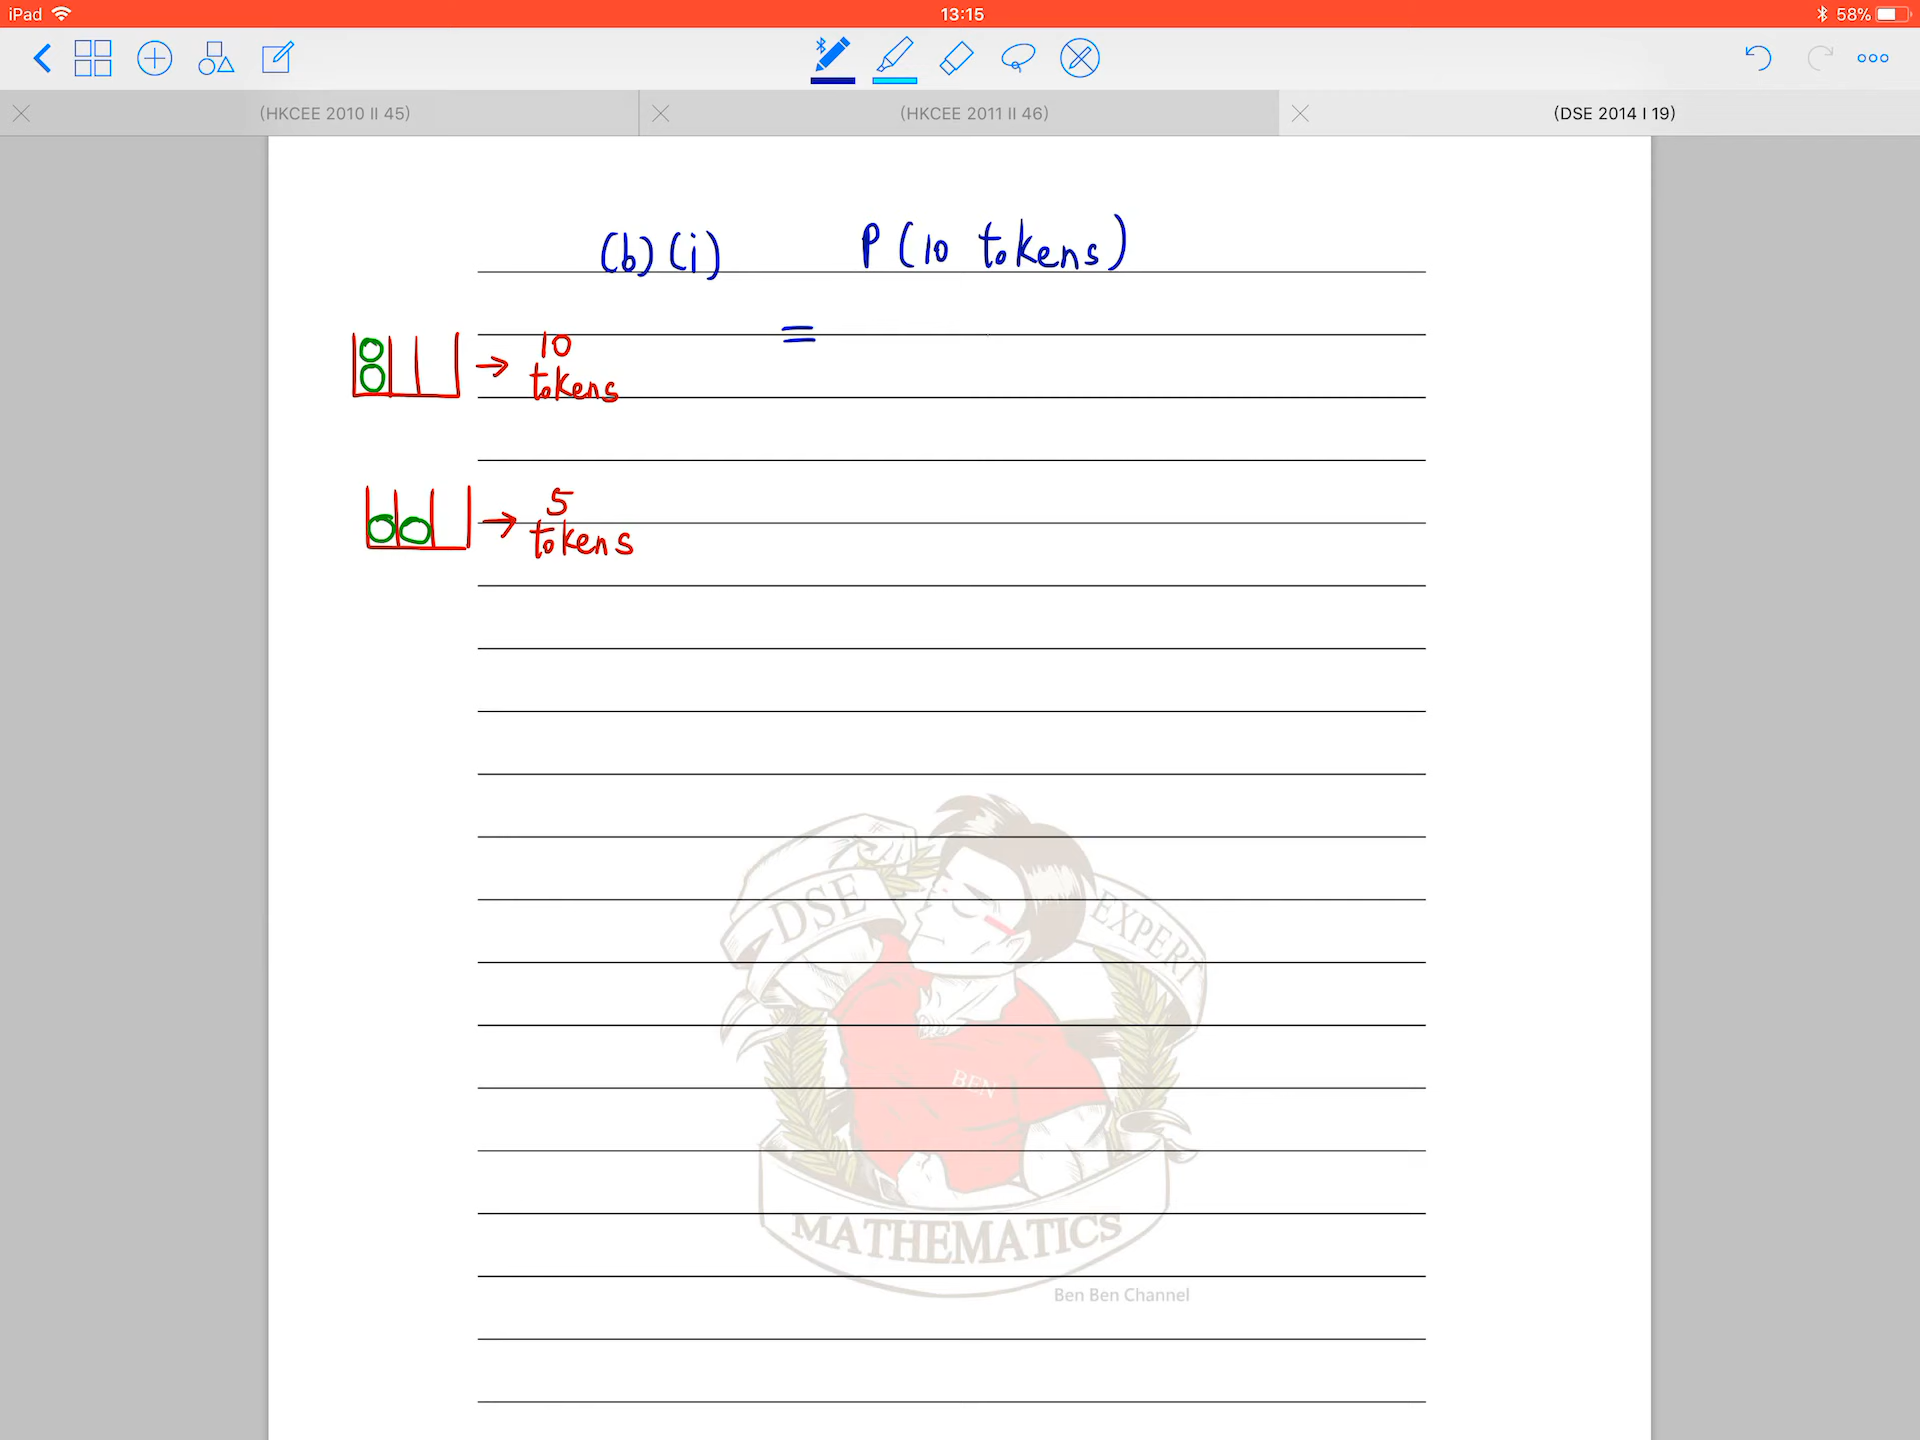 iPad 13:15 58%
(HKCEE 2010 II 45) (HKCEE 2011 II 46) (DSE 2014 I 19)
(b)(i) P(10 tokens)
=
→ 10
tokens
→ 5
tokens
DSE EXPERT
BEN
MATHEMATICS
Ben Ben Channel